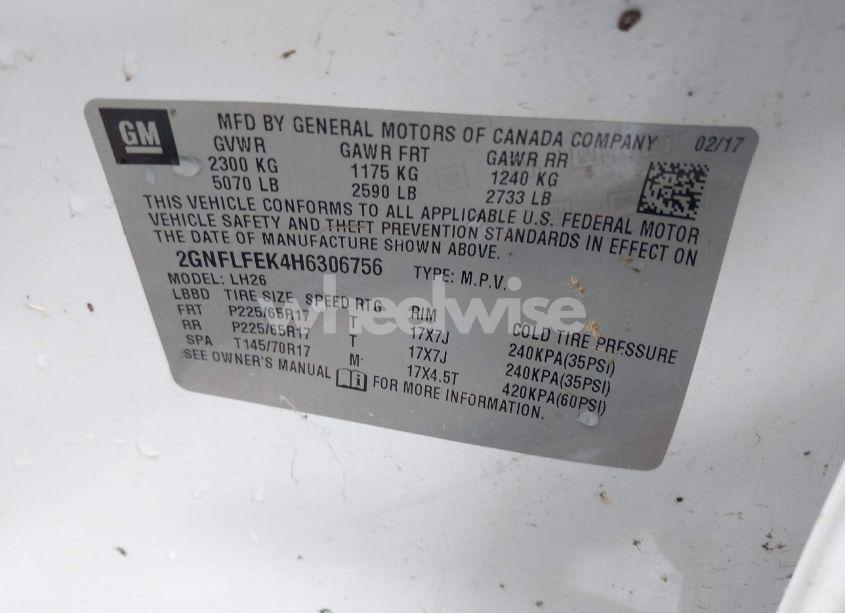 GM
MFD BY GENERAL MOTORS OF CANADA COMPANY 02/17
GVWR GAWR FRT GAWR RR
2300 KG 1175 KG 1240 KG
5070 LB 2590 LB 2733 LB
THIS VEHICLE CONFORMS TO ALL APPLICABLE U.S. FEDERAL MOTOR
VEHICLE SAFETY AND THEFT PREVENTION STANDARDS IN EFFECT ON
THE DATE OF MANUFACTURE SHOWN ABOVE.
2GNFLFEK4H6306756 TYPE: M.P.V.
MODEL: LH26
LBBD TIRE SIZE SPEED RTG RIM COLD TIRE PRESSURE
FRT P225/65R17 T 17X7J 240KPA(35PSI)
RR P225/65R17 T 17X7J 240KPA(35PSI)
SPA T145/70R17 M 17X4.5T 420KPA(60PSI)
SEE OWNER'S MANUAL FOR MORE INFORMATION.
wheelwise